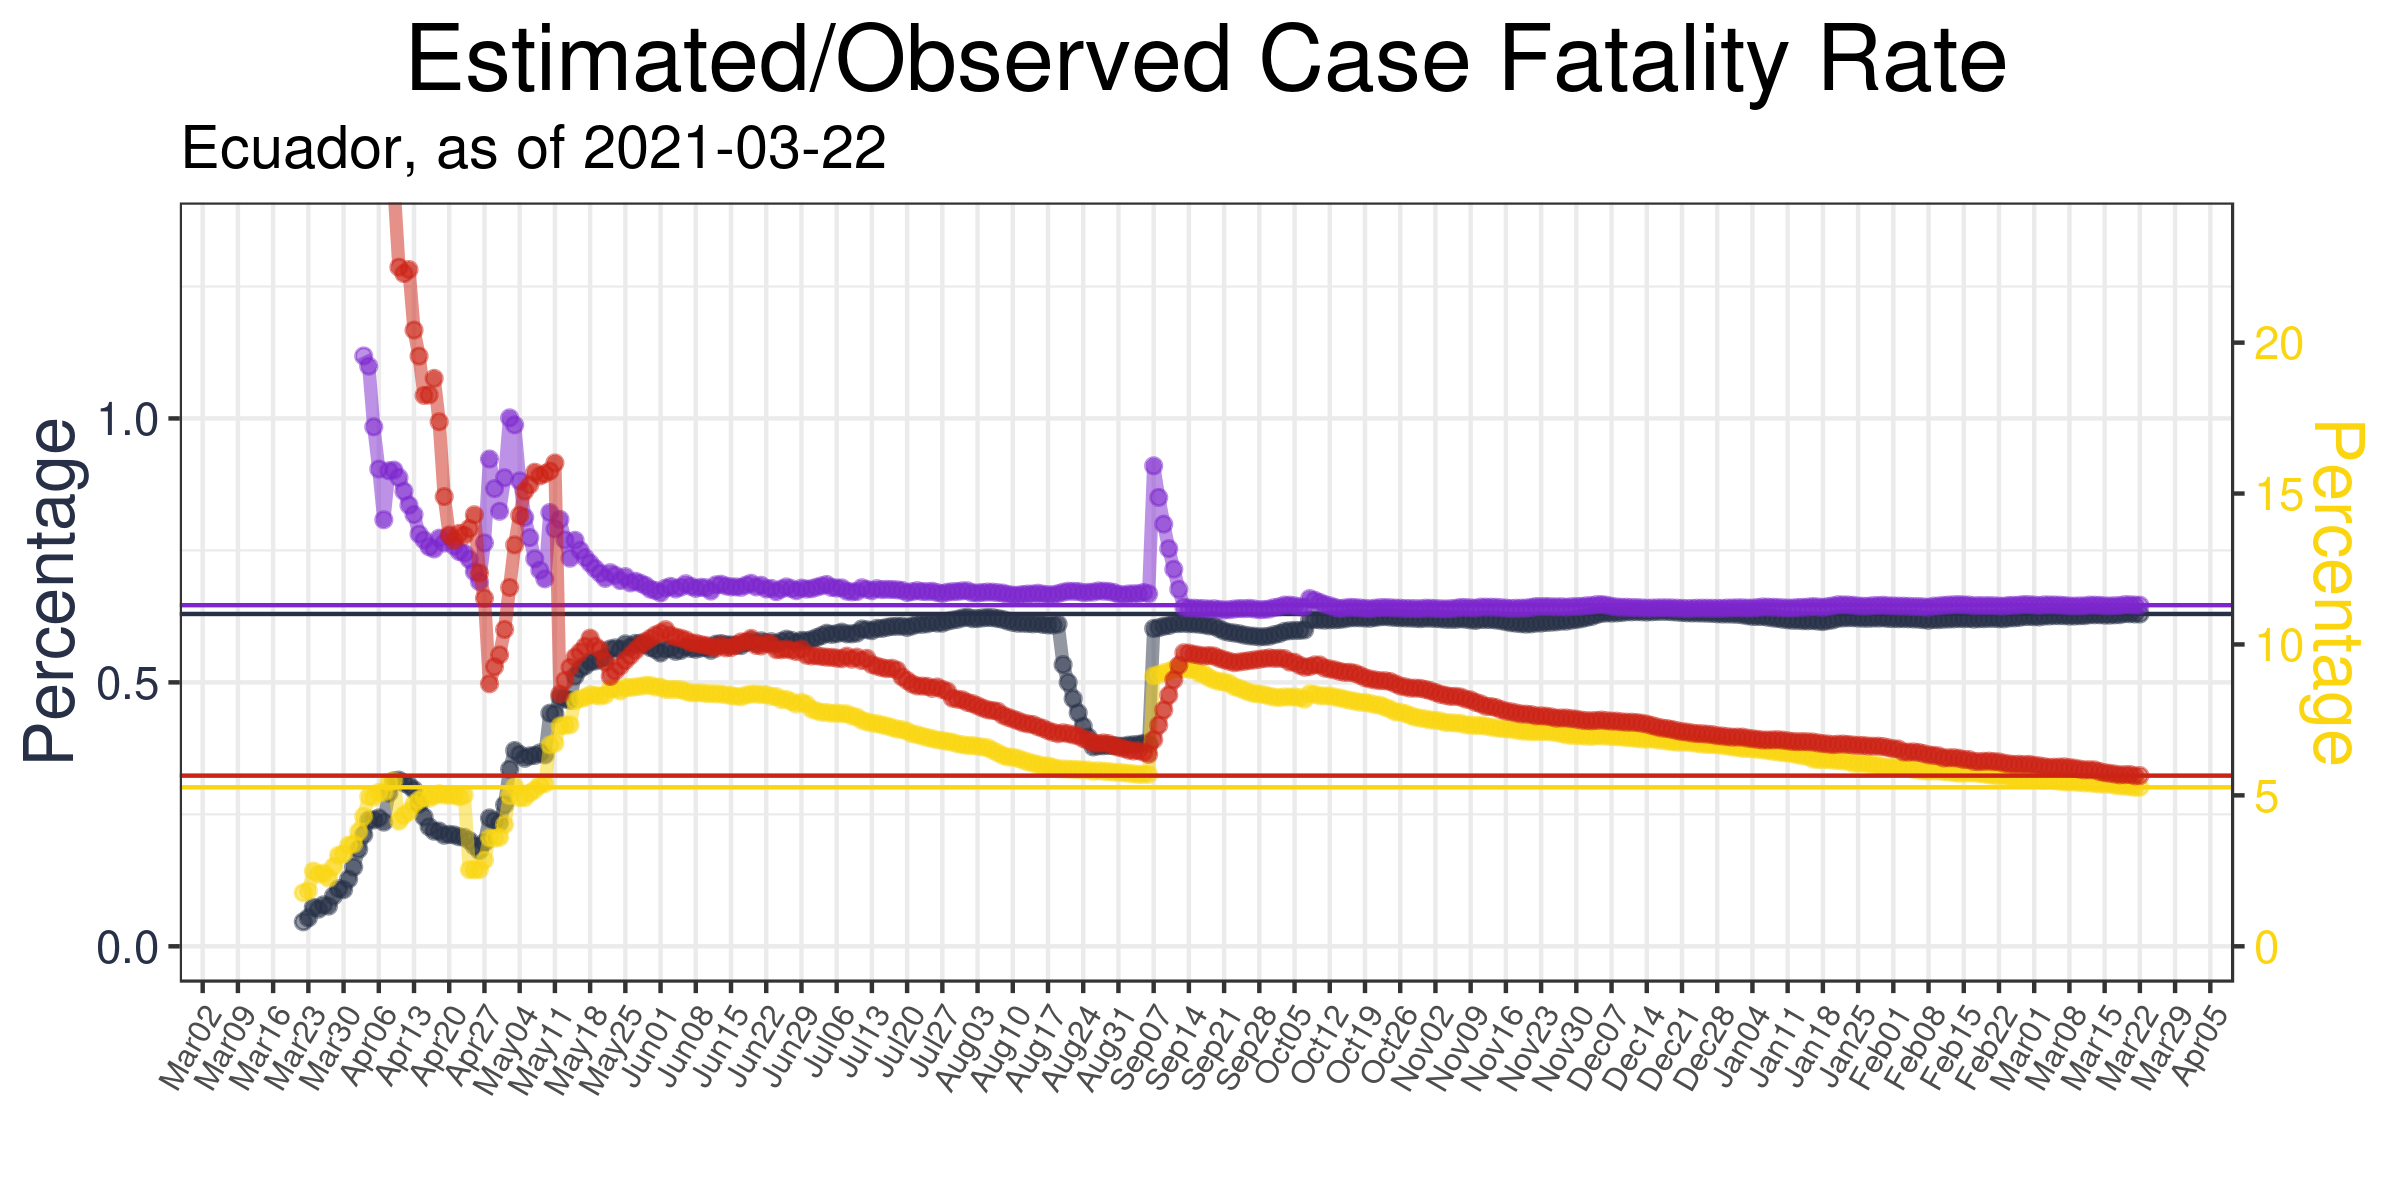 Estimated/Observed Case Fatality Rate
Ecuador, as of 2021-03-22
Percentage
1.0
0.5
0.0
Percentage
20
15
10
5
0
Mar02
Mar09
Mar16
Mar23
Mar30
Apr06
Apr13
Apr20
Apr27
May04
May11
May18
May25
Jun01
Jun08
Jun15
Jun22
Jun29
Jul06
Jul13
Jul20
Jul27
Aug03
Aug10
Aug17
Aug24
Aug31
Sep07
Sep14
Sep21
Sep28
Oct05
Oct12
Oct19
Oct26
Nov02
Nov09
Nov16
Nov23
Nov30
Dec07
Dec14
Dec21
Dec28
Jan04
Jan11
Jan18
Jan25
Feb01
Feb08
Feb15
Feb22
Mar01
Mar08
Mar15
Mar22
Mar29
Apr05